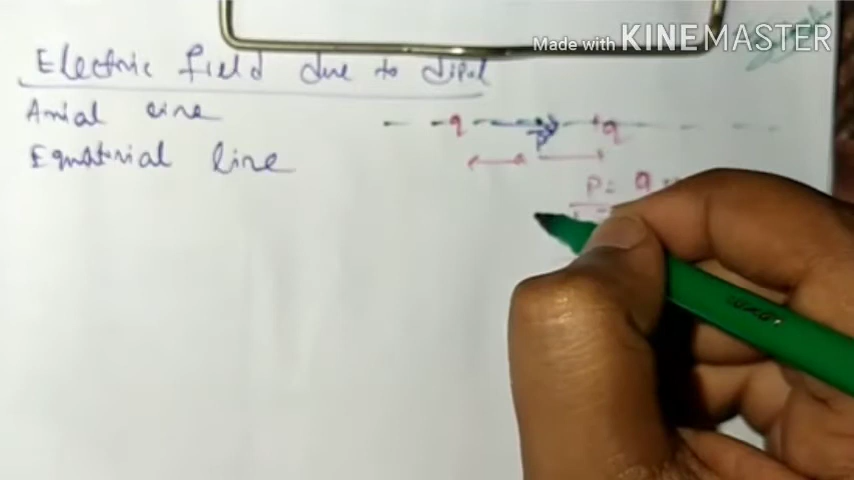 Made with KINEMASTER
Electric field due to dipol
Axial line
Equatorial line
-q q
P
a
P = q